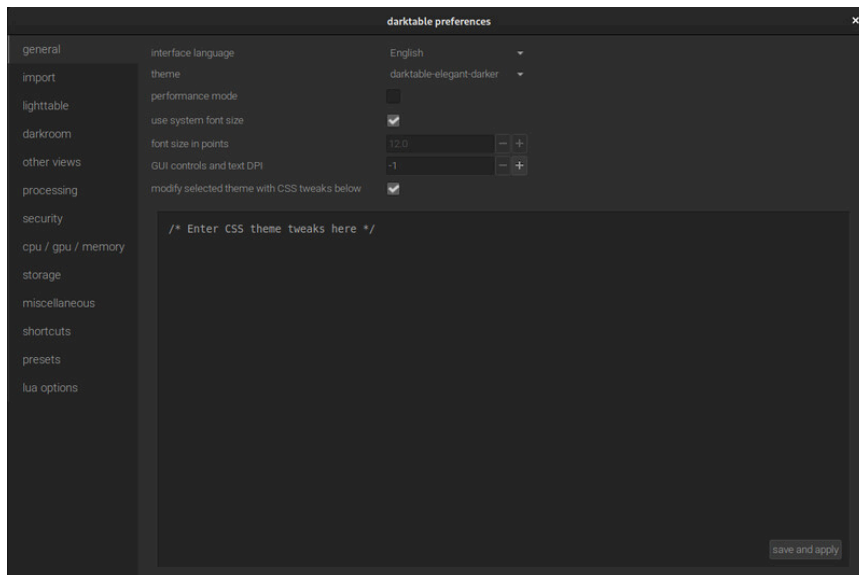 darktable preferences
general
import
lighttable
darkroom
other views
processing
security
cpu / gpu / memory
storage
miscellaneous
shortcuts
presets
lua options
interface language English
theme darktable-elegant-darker
performance mode
use system font size
font size in points 12.0
GUI controls and text DPI -1
modify selected theme with CSS tweaks below
/* Enter CSS theme tweaks here */
save and apply